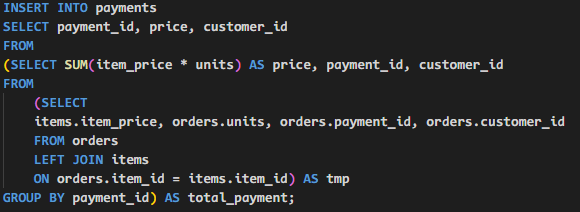 INSERT INTO payments
SELECT payment_id, price, customer_id
FROM
(SELECT SUM(item_price * units) AS price, payment_id, customer_id
FROM
    (SELECT
    items.item_price, orders.units, orders.payment_id, orders.customer_id
    FROM orders
    LEFT JOIN items
    ON orders.item_id = items.item_id) AS tmp
GROUP BY payment_id) AS total_payment;